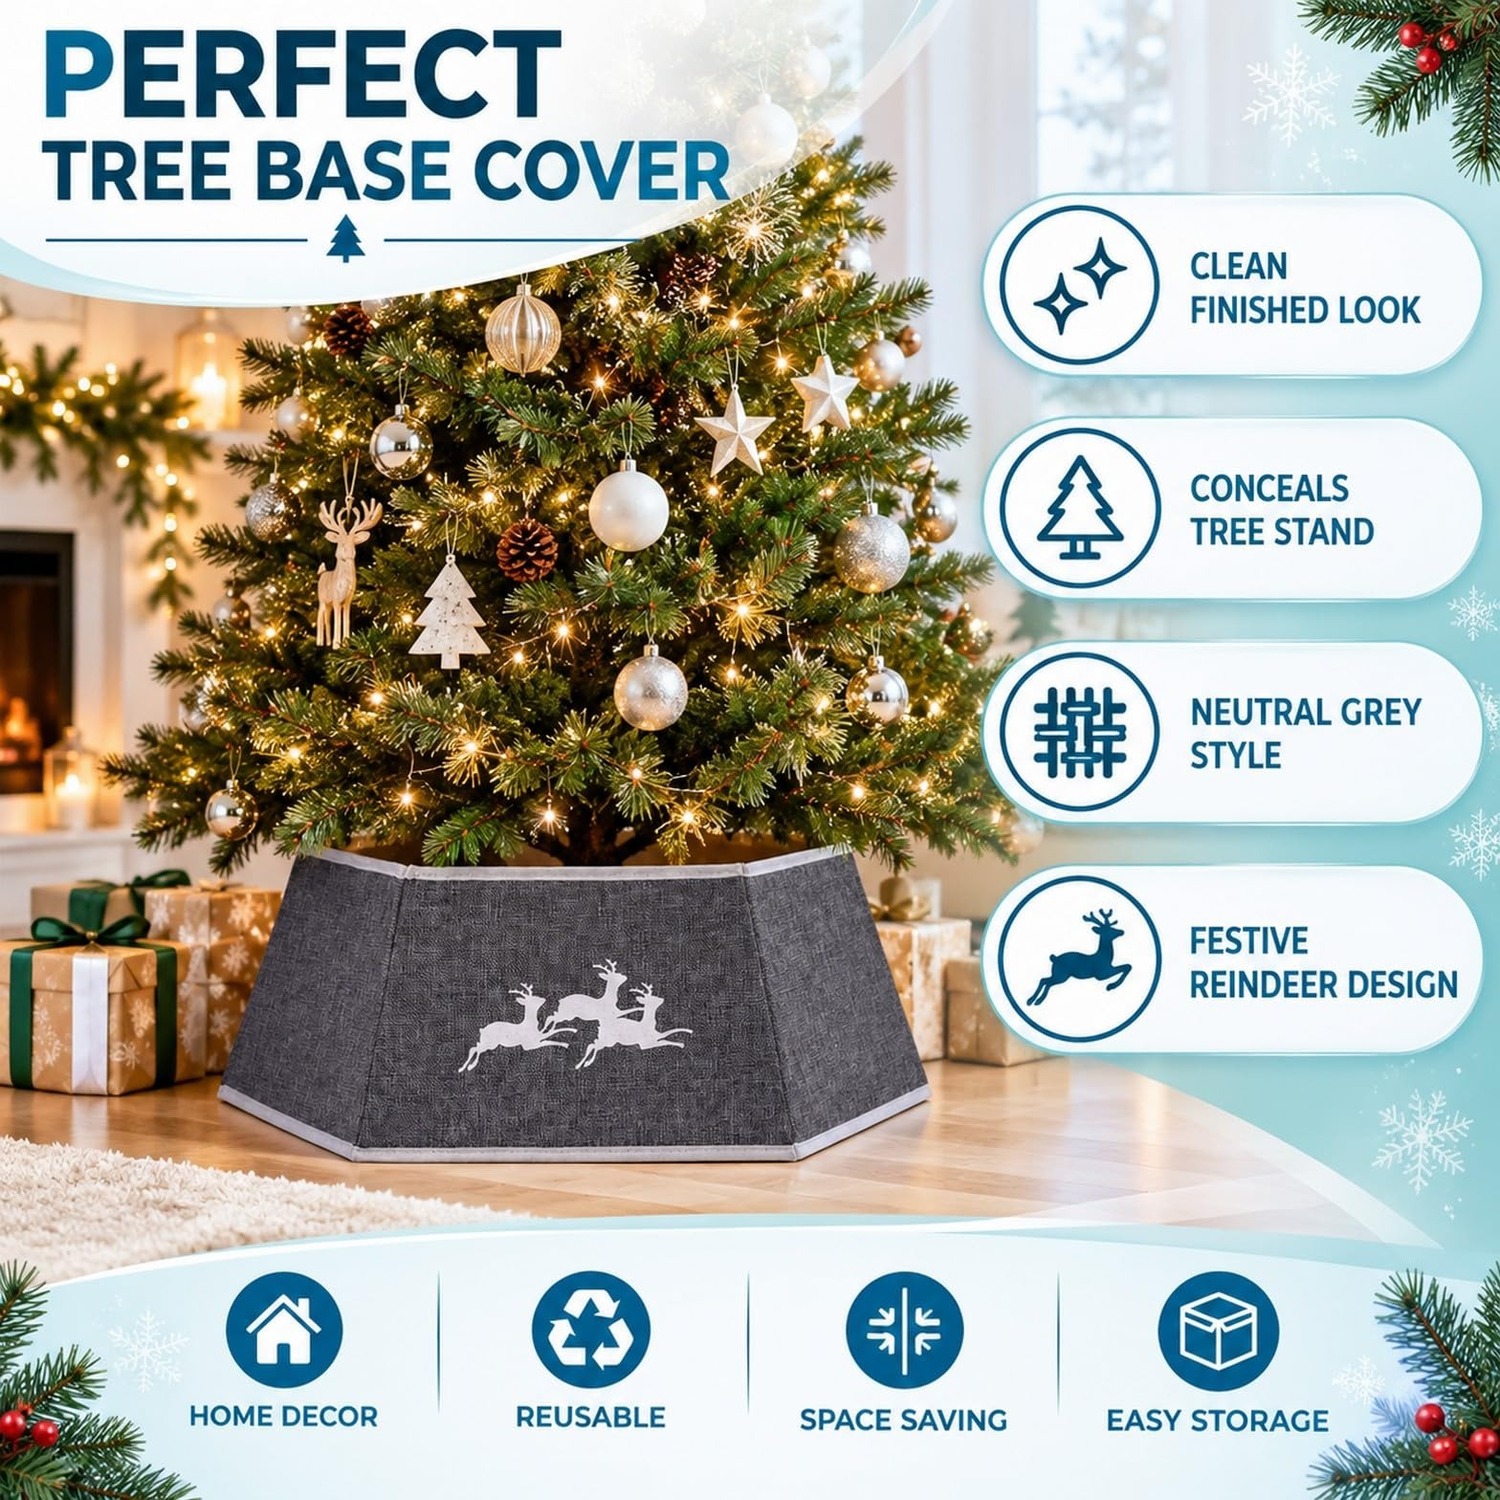 PERFECT
TREE BASE COVER
CLEAN
FINISHED LOOK
CONCEALS
TREE STAND
NEUTRAL GREY
STYLE
FESTIVE
REINDEER DESIGN
HOME DECOR
REUSABLE
SPACE SAVING
EASY STORAGE